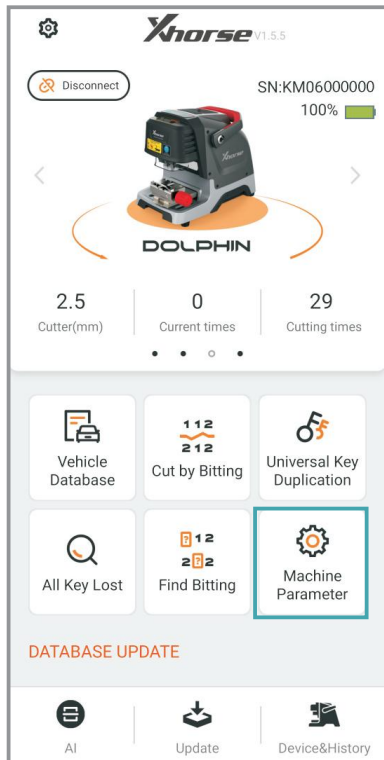 Xhorse V1.5.5
Disconnect
SN:KM06000000
100%
DOLPHIN
2.5
Cutter(mm)
0
Current times
29
Cutting times
Vehicle
Database
112
212
Cut by Bitting
Universal Key
Duplication
All Key Lost
?12
2?2
Find Bitting
Machine
Parameter
DATABASE UPDATE
AI
Update
Device&History